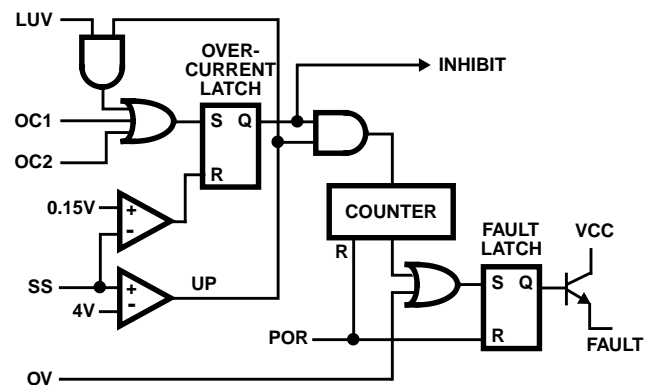 LUV
OVER-
CURRENT
LATCH
INHIBIT
OC1
S Q
OC2
R
0.15V
+
-
COUNTER
R
FAULT
LATCH
VCC
SS
+
-
4V
UP
S Q
R
POR
FAULT
OV